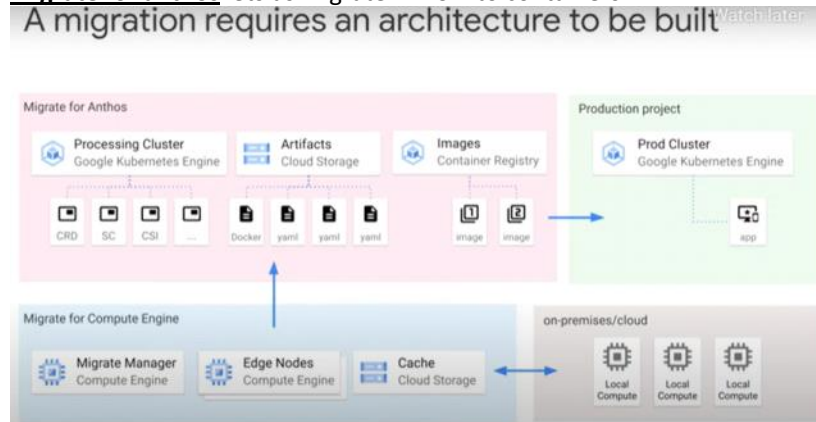 A migration requires an architecture to be built
Watch later
Migrate for Anthos
Production project
Processing Cluster
Google Kubernetes Engine
Artifacts
Cloud Storage
Images
Container Registry
Prod Cluster
Google Kubernetes Engine
CRD
SC
CSI
...
Docker
yaml
yaml
yaml
image
image
app
Migrate for Compute Engine
on-premises/cloud
Migrate Manager
Compute Engine
Edge Nodes
Compute Engine
Cache
Cloud Storage
Local
Compute
Local
Compute
Local
Compute